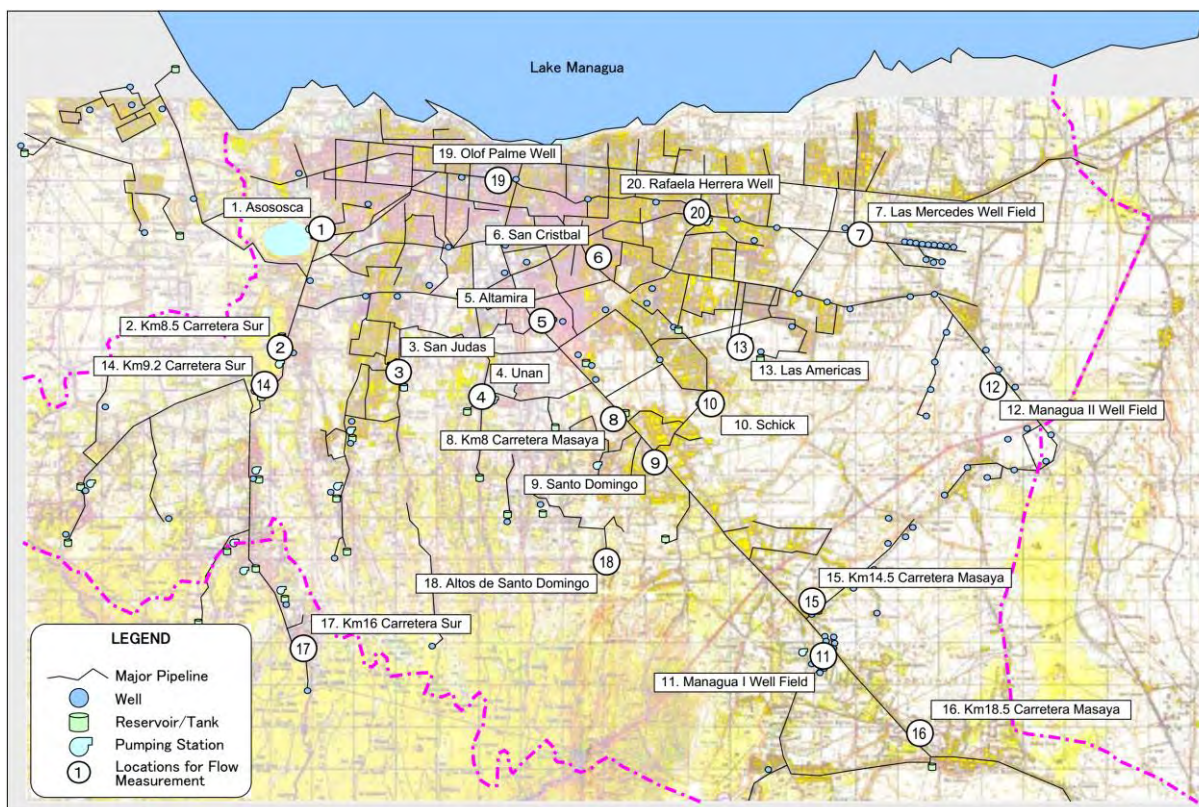 Lake Managua
19. Olof Palme Well
19
20. Rafaela Herrera Well
20
1. Asososca
1
7. Las Mercedes Well Field
7
6. San Cristbal
6
5. Altamira
5
2. Km8.5 Carretera Sur
2
3. San Judas
3
14. Km9.2 Carretera Sur
14
4. Unan
4
13
13. Las Americas
12
12. Managua II Well Field
10
10. Schick
8
8. Km8 Carretera Masaya
9
9. Santo Domingo
18
18. Altos de Santo Domingo
15. Km14.5 Carretera Masaya
15
17. Km16 Carretera Sur
17
11
11. Managua I Well Field
16. Km18.5 Carretera Masaya
16
LEGEND
Major Pipeline
Well
Reservoir/Tank
Pumping Station
1 Locations for Flow
Measurement